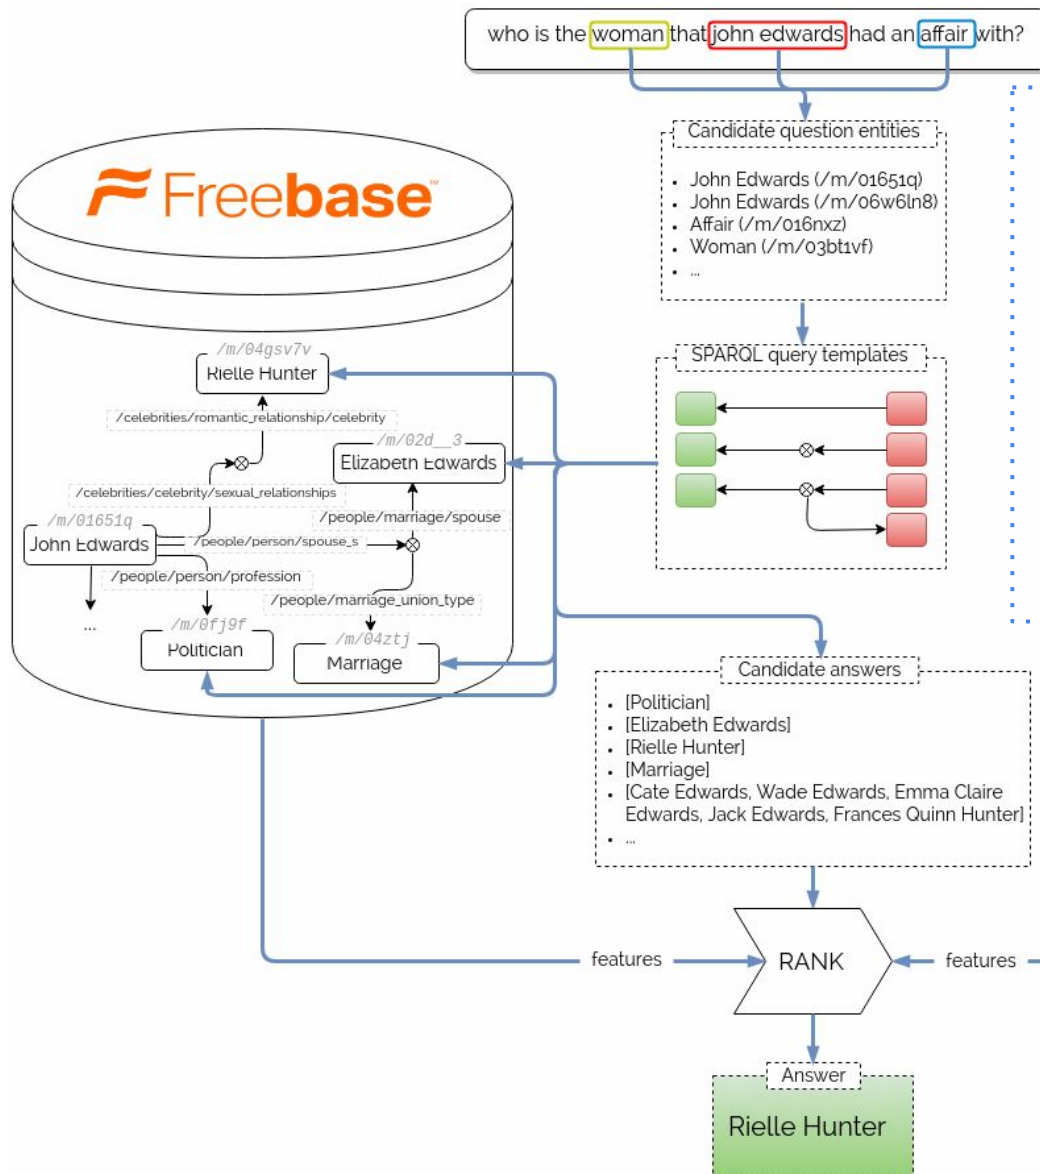 who is the woman that john edwards had an affair with?
Candidate question entities
• John Edwards (/m/01651q)
• John Edwards (/m/06w6ln8)
• Affair (/m/016nxz)
• Woman (/m/03bt1vf)
• ...
Freebase™
SPARQL query templates
/m/04gsv7v
Rielle Hunter
/celebrities/romantic_relationship/celebrity
/m/02d__3
Elizabeth Edwards
/celebrities/celebrity/sexual_relationships
/people/marriage/spouse
/m/01651q
John Edwards
/people/person/spouse_s
/people/person/profession
/people/marriage_union_type
...
/m/0fj9f
Politician
/m/04ztj
Marriage
Candidate answers
• [Politician]
• [Elizabeth Edwards]
• [Rielle Hunter]
• [Marriage]
• [Cate Edwards, Wade Edwards, Emma Claire
Edwards, Jack Edwards, Frances Quinn Hunter]
• ...
features
RANK
features
Answer
Rielle Hunter